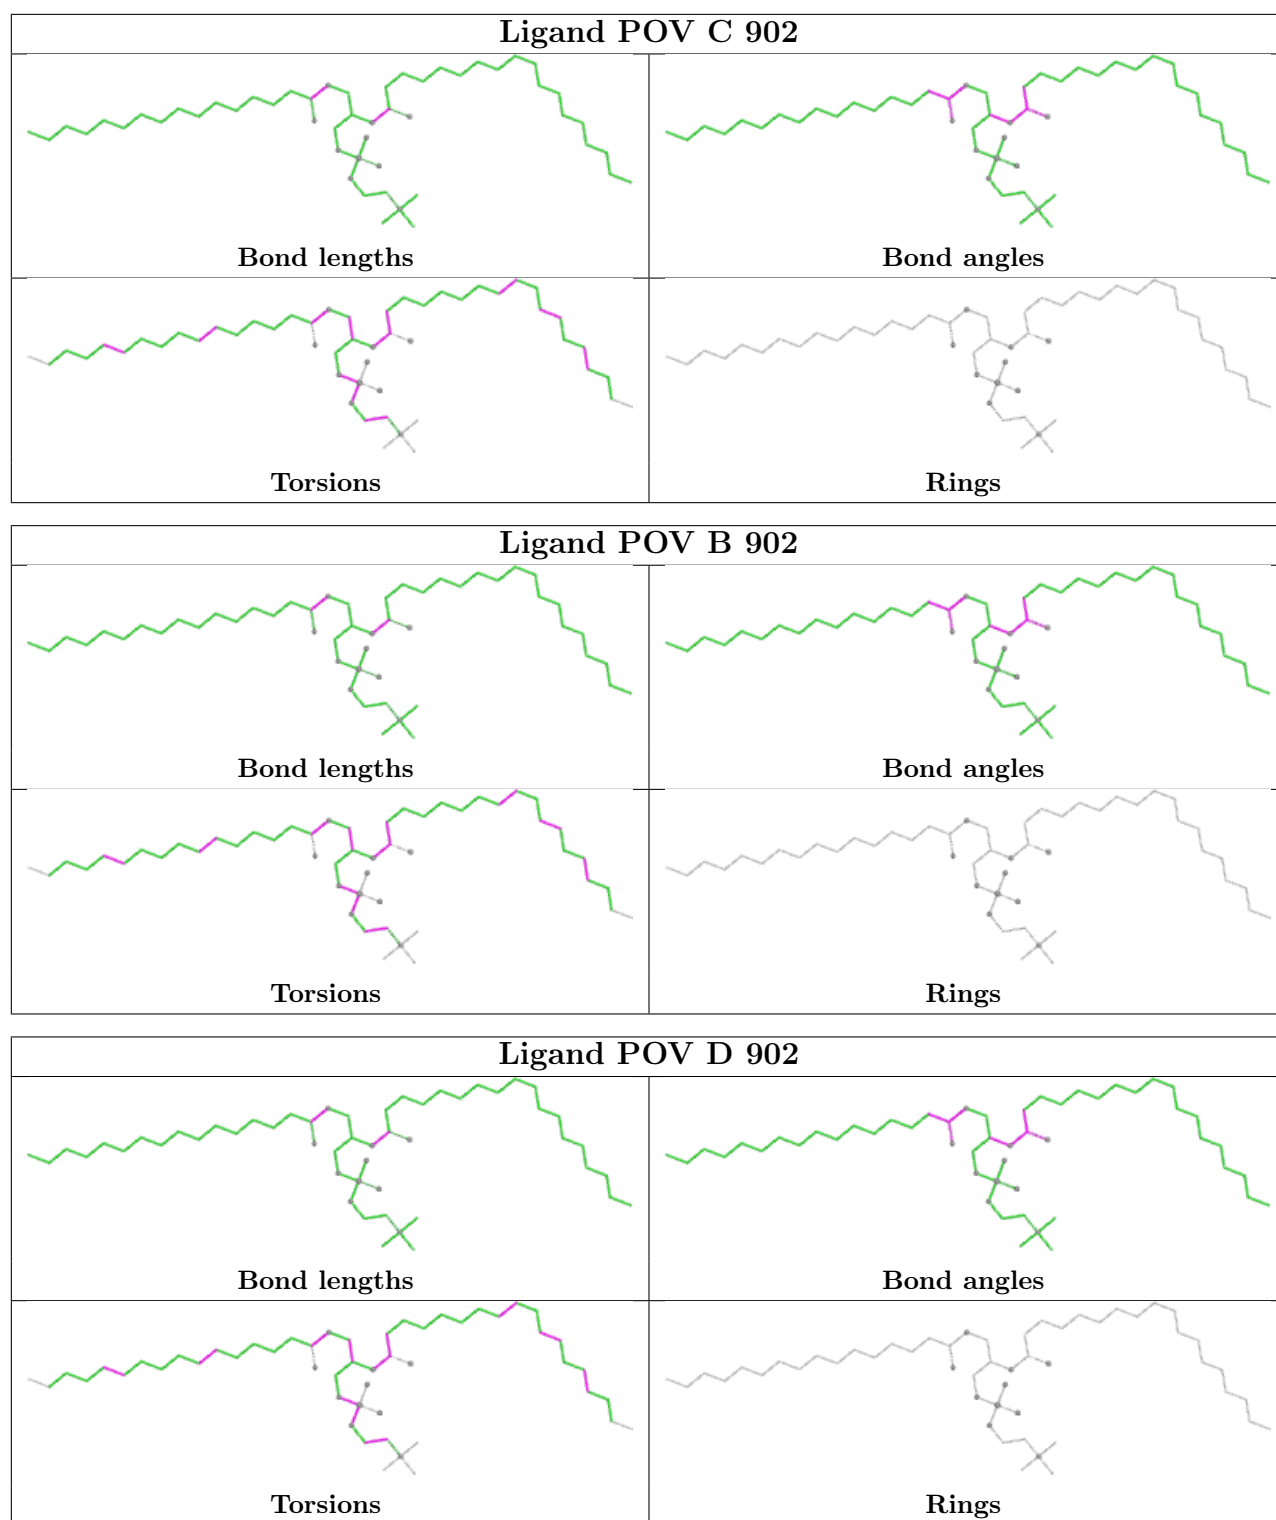 Ligand POV C 902
Bond lengths
Bond angles
Torsions
Rings
Ligand POV B 902
Bond lengths
Bond angles
Torsions
Rings
Ligand POV D 902
Bond lengths
Bond angles
Torsions
Rings